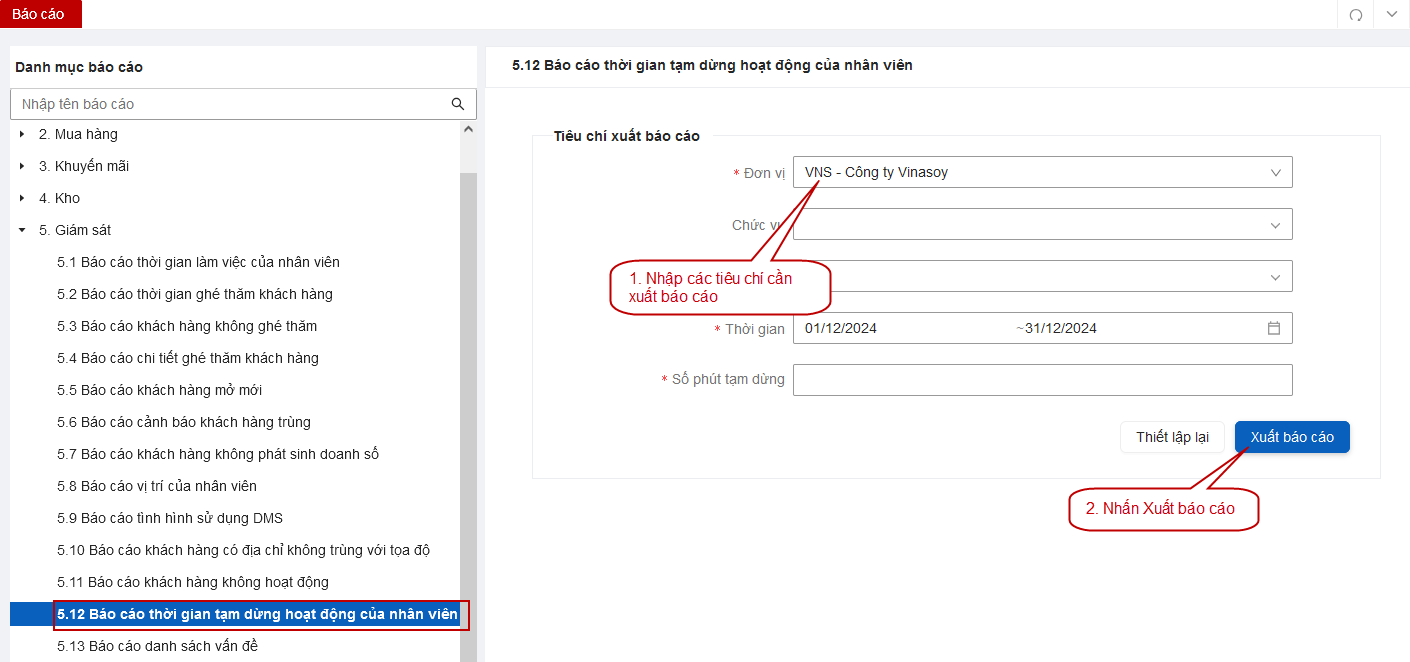 Báo cáo
Danh mục báo cáo
Nhập tên báo cáo
2. Mua hàng
3. Khuyến mãi
4. Kho
5. Giám sát
5.1 Báo cáo thời gian làm việc của nhân viên
5.2 Báo cáo thời gian ghé thăm khách hàng
5.3 Báo cáo khách hàng không ghé thăm
5.4 Báo cáo chi tiết ghé thăm khách hàng
5.5 Báo cáo khách hàng mở mới
5.6 Báo cáo cảnh báo khách hàng trùng
5.7 Báo cáo khách hàng không phát sinh doanh số
5.8 Báo cáo vị trí của nhân viên
5.9 Báo cáo tình hình sử dụng DMS
5.10 Báo cáo khách hàng có địa chỉ không trùng với tọa độ
5.11 Báo cáo khách hàng không hoạt động
5.12 Báo cáo thời gian tạm dừng hoạt động của nhân viên
5.13 Báo cáo danh sách vấn đề
5.12 Báo cáo thời gian tạm dừng hoạt động của nhân viên
Tiêu chí xuất báo cáo
* Đơn vị VNS - Công ty Vinasoy
Chức vụ
1. Nhập các tiêu chí cần
xuất báo cáo
* Thời gian 01/12/2024 ~31/12/2024
* Số phút tạm dừng
Thiết lập lại Xuất báo cáo
2. Nhấn Xuất báo cáo